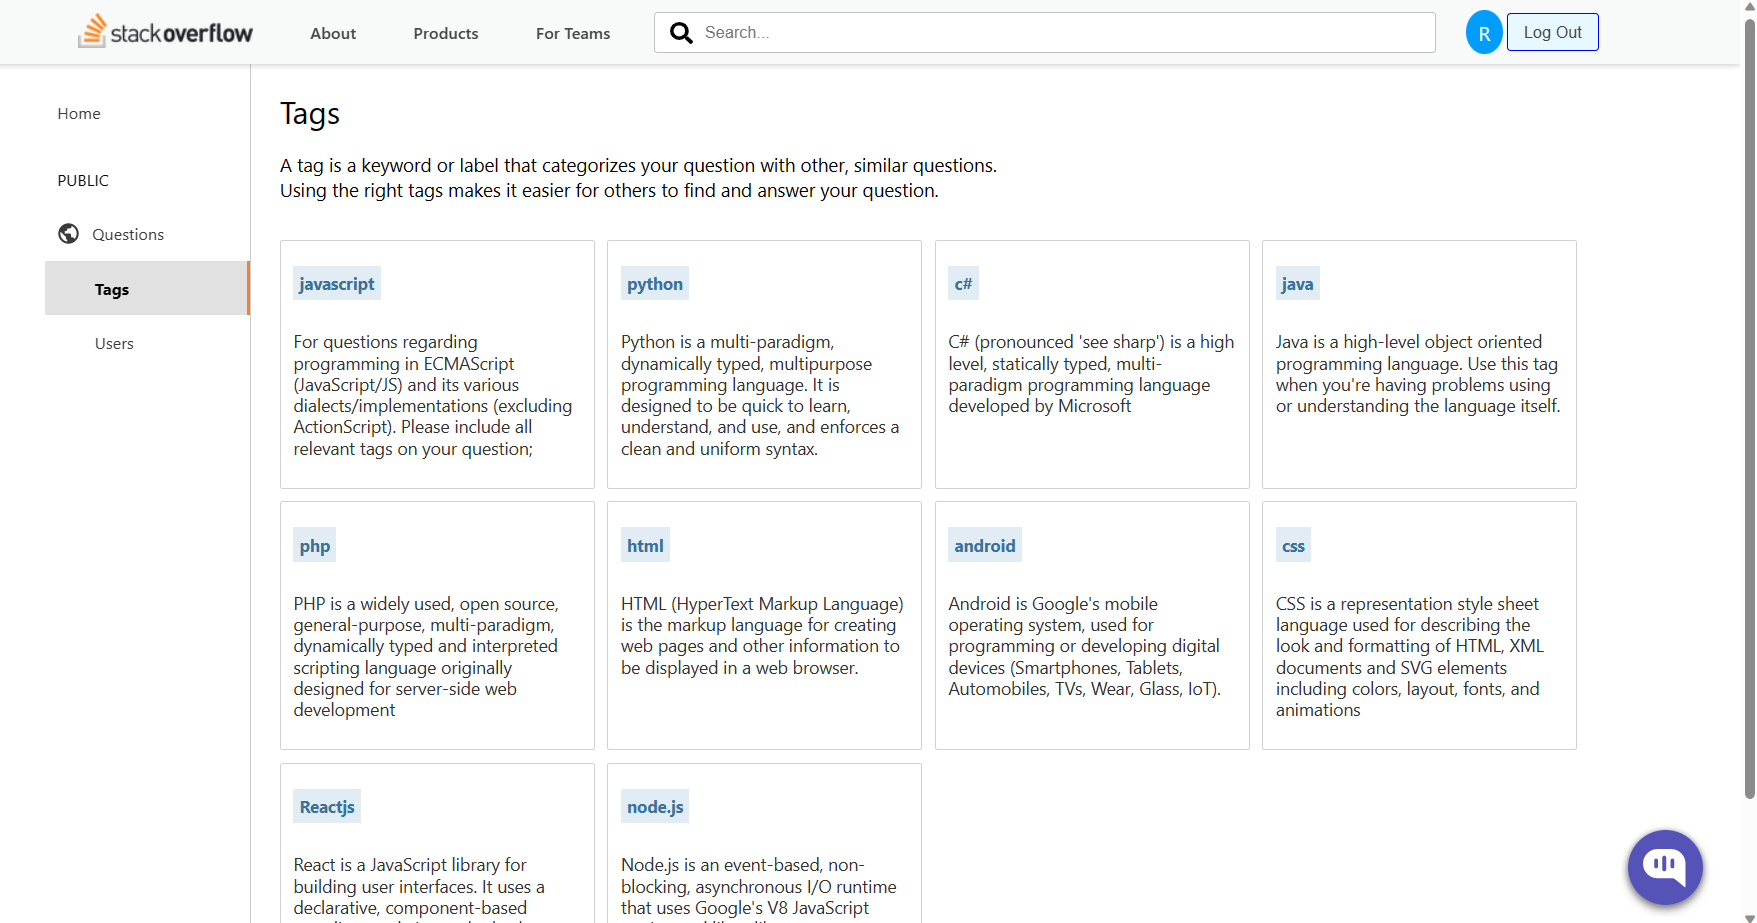 stackoverflow
About
Products
For Teams
Search...
R
Log Out
Home
PUBLIC
Questions
Tags
Users
Tags
A tag is a keyword or label that categorizes your question with other, similar questions.
Using the right tags makes it easier for others to find and answer your question.
javascript
For questions regarding
programming in ECMAScript
(JavaScript/JS) and its various
dialects/implementations (excluding
ActionScript). Please include all
relevant tags on your question;
python
Python is a multi-paradigm,
dynamically typed, multipurpose
programming language. It is
designed to be quick to learn,
understand, and use, and enforces a
clean and uniform syntax.
c#
C# (pronounced 'see sharp') is a high
level, statically typed, multi-
paradigm programming language
developed by Microsoft
java
Java is a high-level object oriented
programming language. Use this tag
when you're having problems using
or understanding the language itself.
php
PHP is a widely used, open source,
general-purpose, multi-paradigm,
dynamically typed and interpreted
scripting language originally
designed for server-side web
development
html
HTML (HyperText Markup Language)
is the markup language for creating
web pages and other information to
be displayed in a web browser.
android
Android is Google's mobile
operating system, used for
programming or developing digital
devices (Smartphones, Tablets,
Automobiles, TVs, Wear, Glass, IoT).
css
CSS is a representation style sheet
language used for describing the
look and formatting of HTML, XML
documents and SVG elements
including colors, layout, fonts, and
animations
Reactjs
React is a JavaScript library for
building user interfaces. It uses a
declarative, component-based
node.js
Node.js is an event-based, non-
blocking, asynchronous I/O runtime
that uses Google's V8 JavaScript